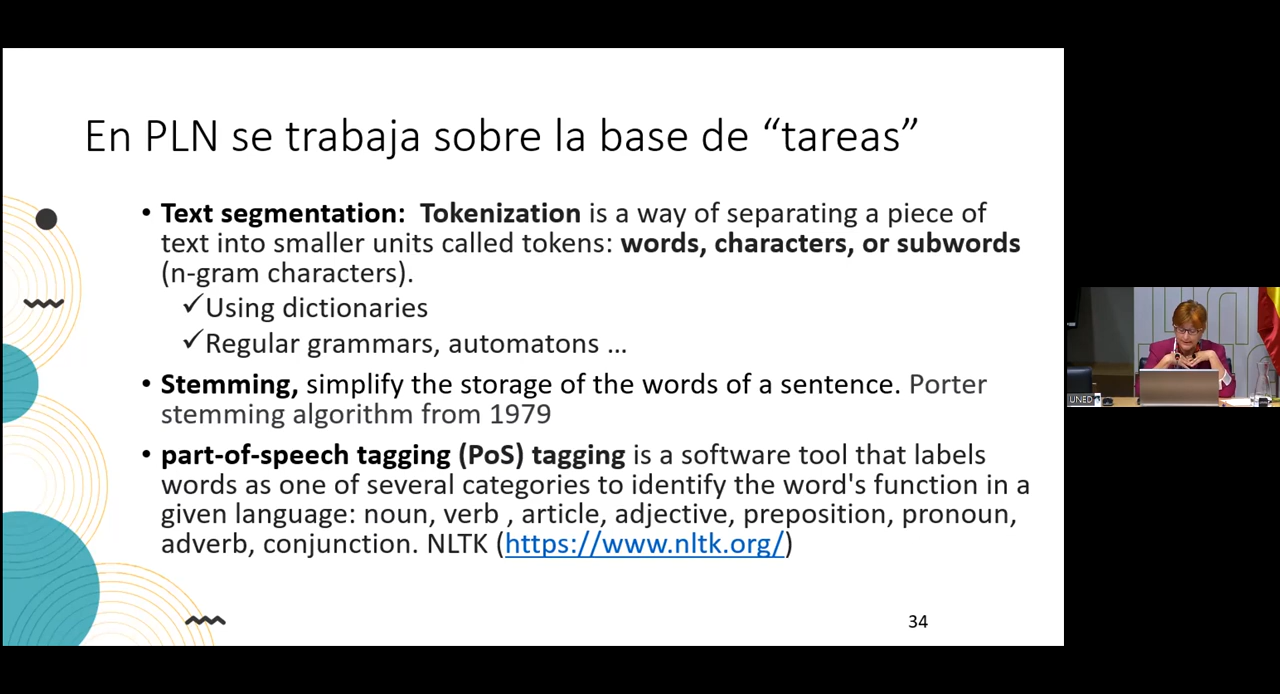 En PLN se trabaja sobre la base de “tareas”
• Text segmentation: Tokenization is a way of separating a piece of
text into smaller units called tokens: words, characters, or subwords
(n-gram characters).
✓Using dictionaries
✓Regular grammars, automatons ...
• Stemming, simplify the storage of the words of a sentence. Porter
stemming algorithm from 1979
• part-of-speech tagging (PoS) tagging is a software tool that labels
words as one of several categories to identify the word's function in a
given language: noun, verb , article, adjective, preposition, pronoun,
adverb, conjunction. NLTK (https://www.nltk.org/)
34
UNED